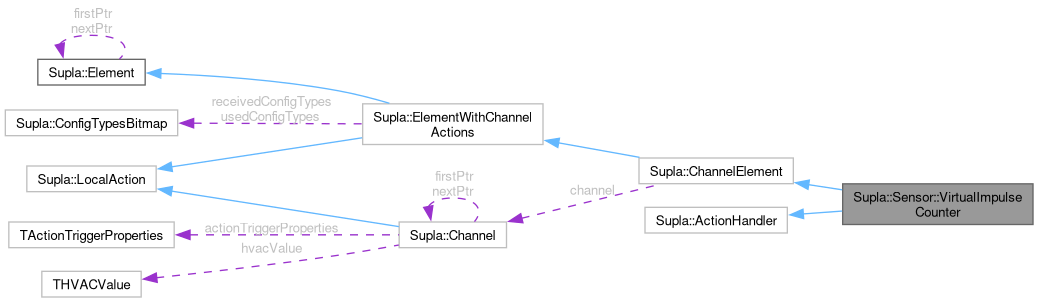 firstPtr
nextPtr
Supla::Element
receivedConfigTypes
usedConfigTypes
Supla::ConfigTypesBitmap
Supla::ElementWithChannel
Actions
Supla::LocalAction
firstPtr
nextPtr
channel
Supla::ChannelElement
Supla::Sensor::VirtualImpulse
Counter
Supla::ActionHandler
TActionTriggerProperties
actionTriggerProperties
Supla::Channel
hvacValue
THVACValue